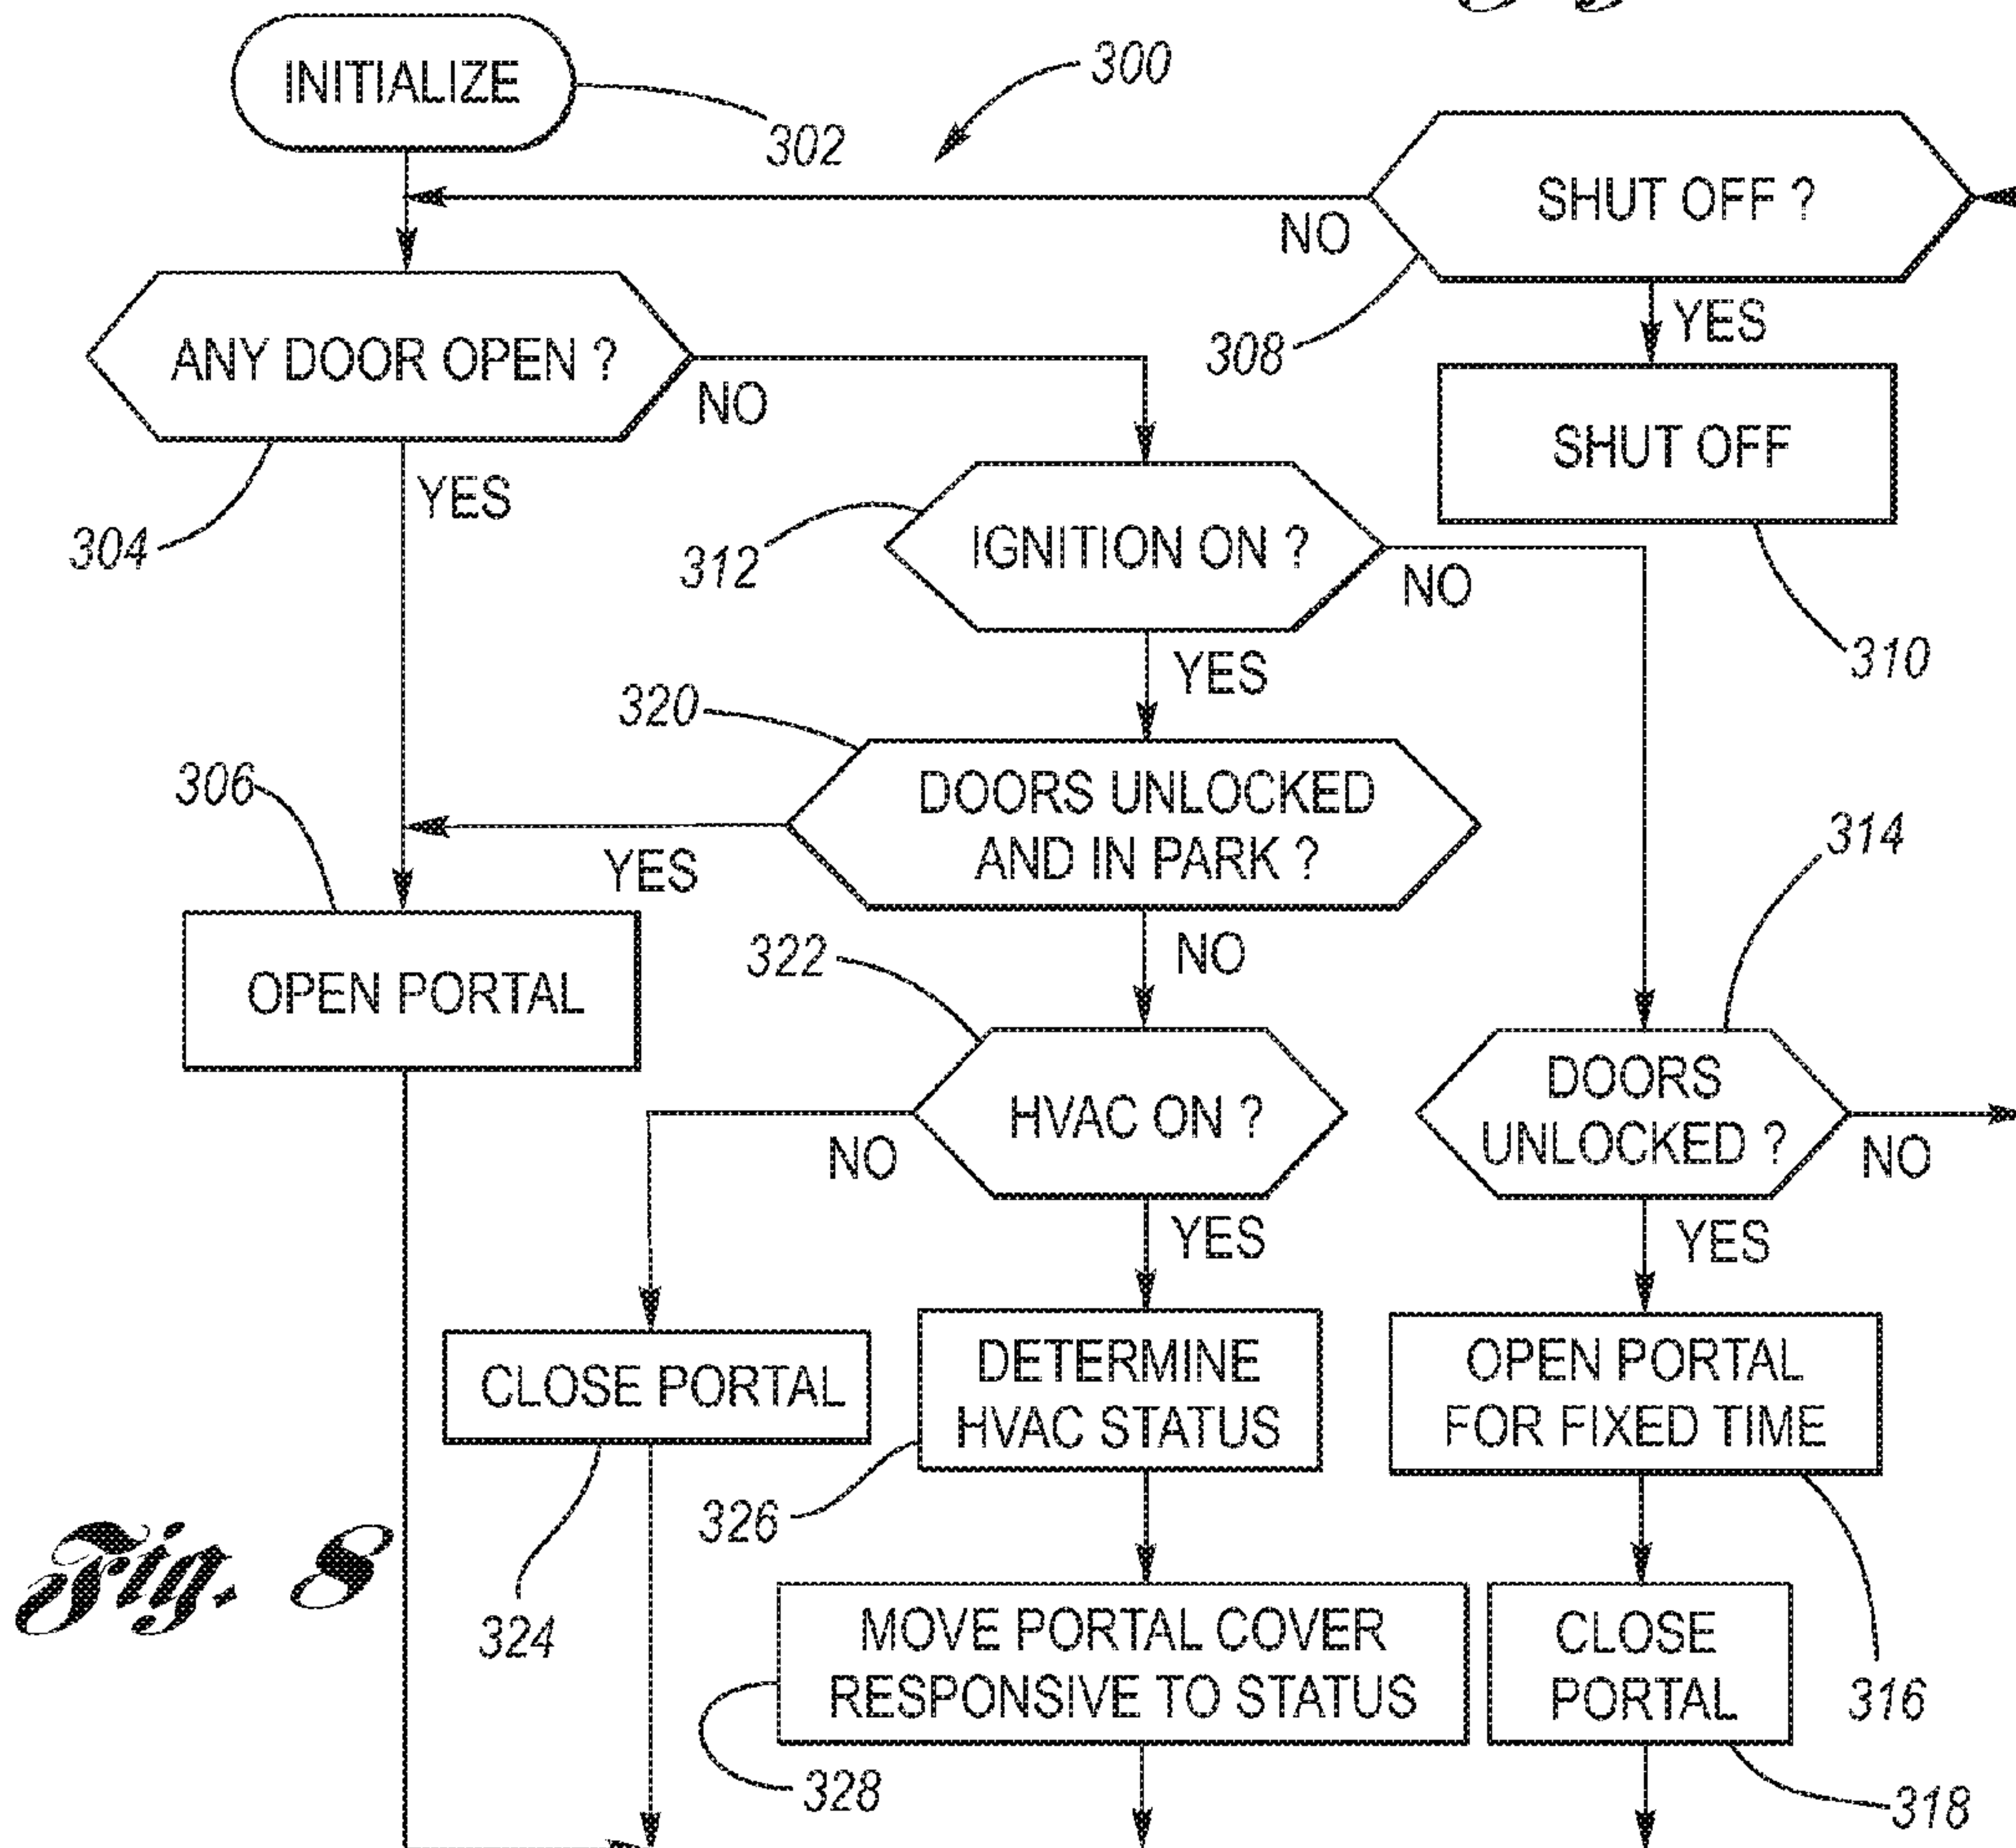 INITIALIZE
300
302
SHUT OFF ?
NO
ANY DOOR OPEN ?
308
YES
NO
SHUT OFF
YES
304
312
IGNITION ON ?
NO
310
YES
320
306
DOORS UNLOCKED
AND IN PARK ?
314
YES
322
NO
OPEN PORTAL
HVAC ON ?
DOORS
UNLOCKED ?
NO
NO
YES
YES
CLOSE PORTAL
DETERMINE
HVAC STATUS
OPEN PORTAL
FOR FIXED TIME
326
Fig. 8
324
MOVE PORTAL COVER
RESPONSIVE TO STATUS
CLOSE
PORTAL
316
328
318